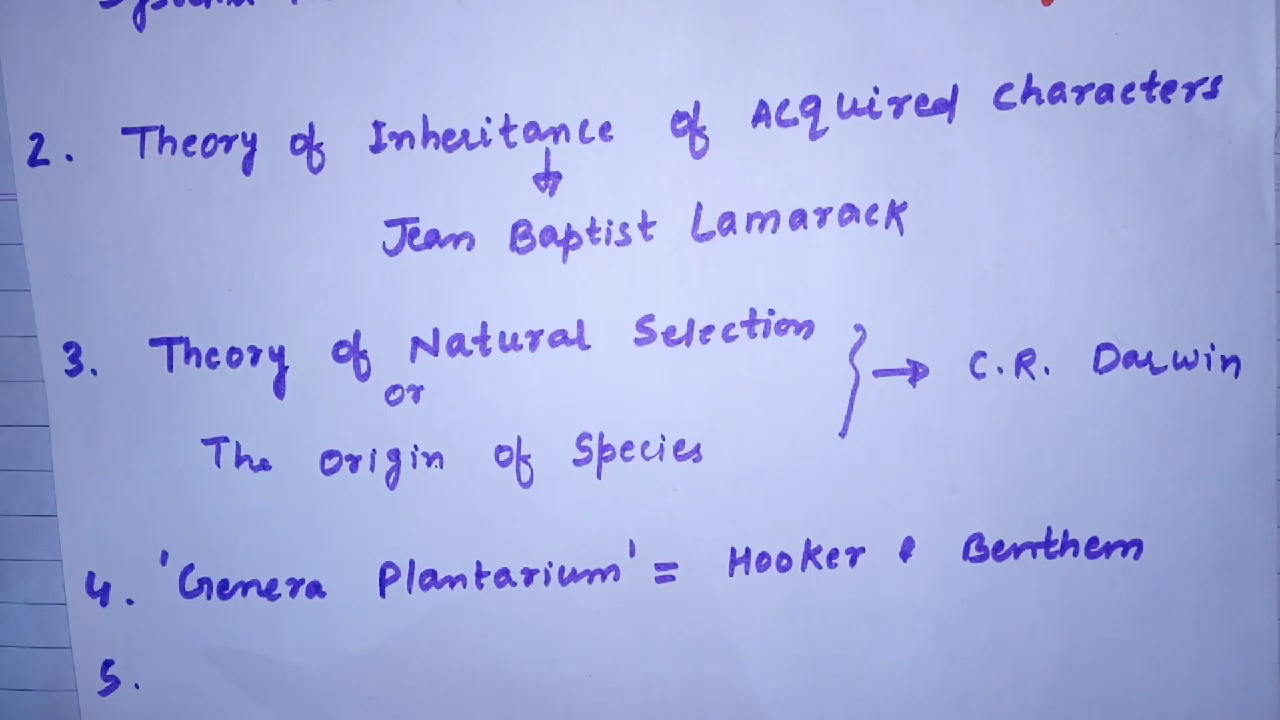 2. Theory of Inheritance of Acquired characters
Jean Baptist Lamarack
3. Theory of Natural Selection
or
The origin of Species
C.R. Darwin
4. 'Genera Plantarium' = Hooker & Benthem
5.